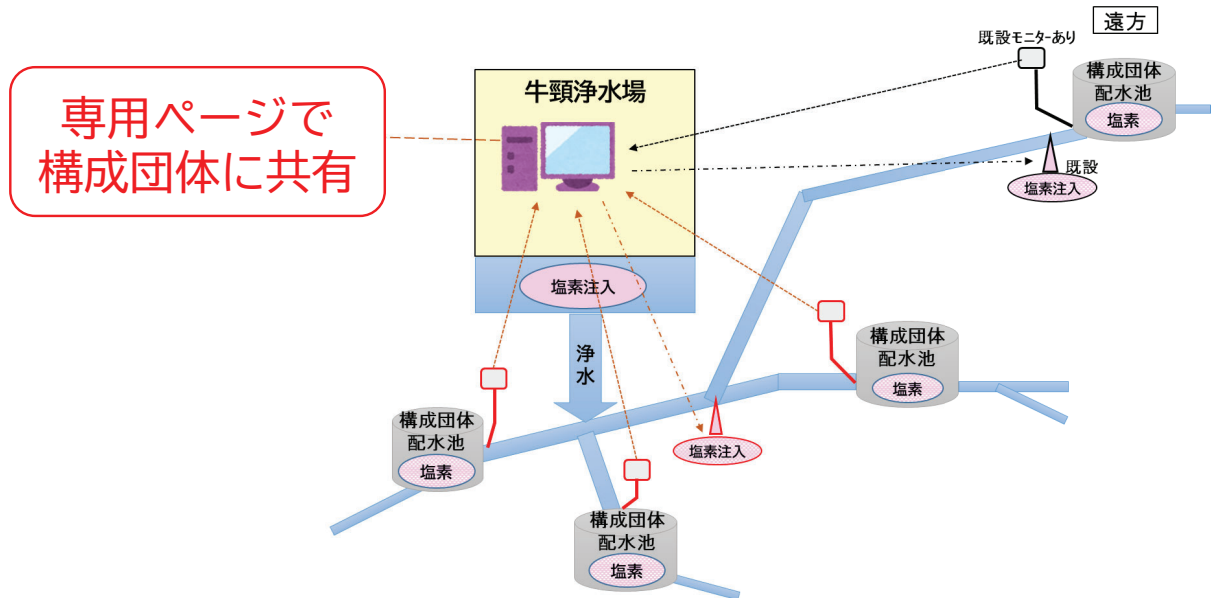 遠方
既設モニターあり
構成団体
配水池
塩素
専用ページで
構成団体に共有
牛頸浄水場
既設
塩素注入
塩素注入
浄水
構成団体
配水池
塩素
構成団体
配水池
塩素
塩素注入
構成団体
配水池
塩素